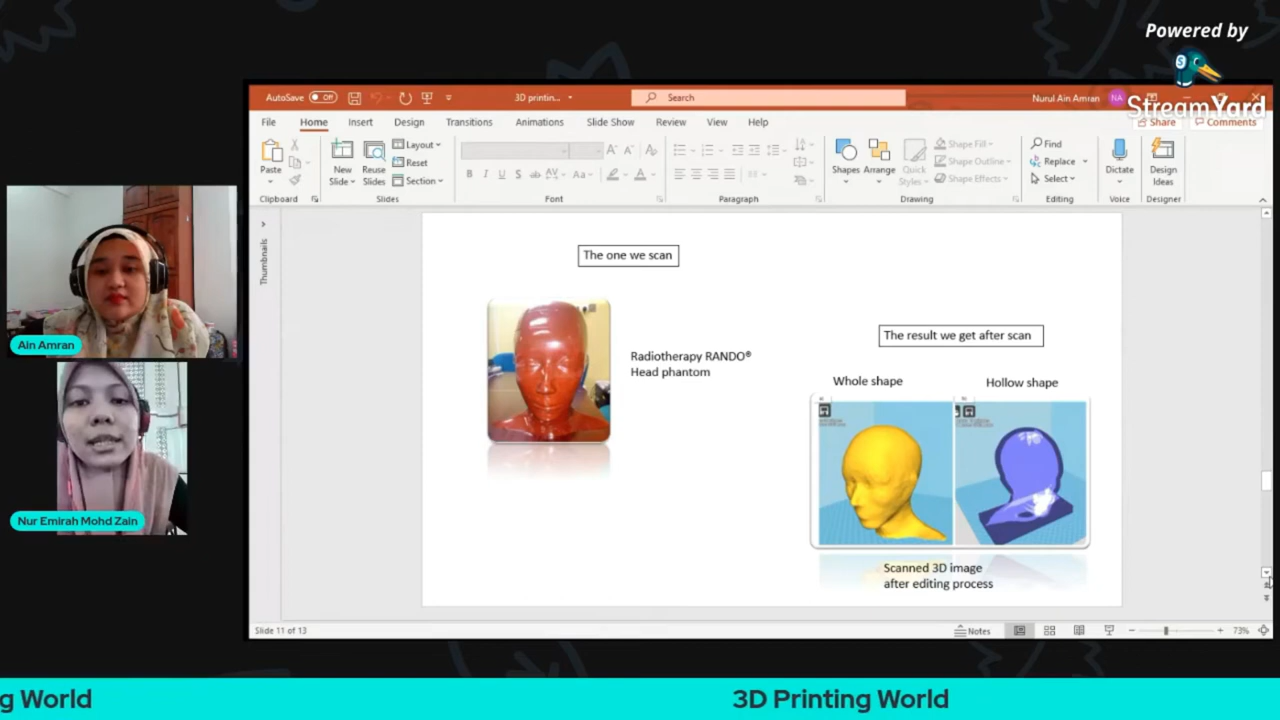 Powered by
StreamYard
AutoSave Off
3D printin...
Search
Nurul Ain Amran
NA
File Home Insert Design Transitions Animations Slide Show Review View Help
Share Comments
Paste
New
Slide
Reuse
Slides
Layout
Reset
Section
Shapes
Arrange
Quick
Styles
Shape Fill
Shape Outline
Shape Effects
Find
Replace
Select
Dictate
Design
Ideas
Clipboard Slides Font Paragraph Drawing Editing Voice Designer
Thumbnails
The one we scan
Radiotherapy RANDO®
Head phantom
The result we get after scan
Whole shape
Hollow shape
Scanned 3D image
after editing process
Ain Amran
Nur Emirah Mohd Zain
Slide 11 of 13
Notes
73%
g World
3D Printing World